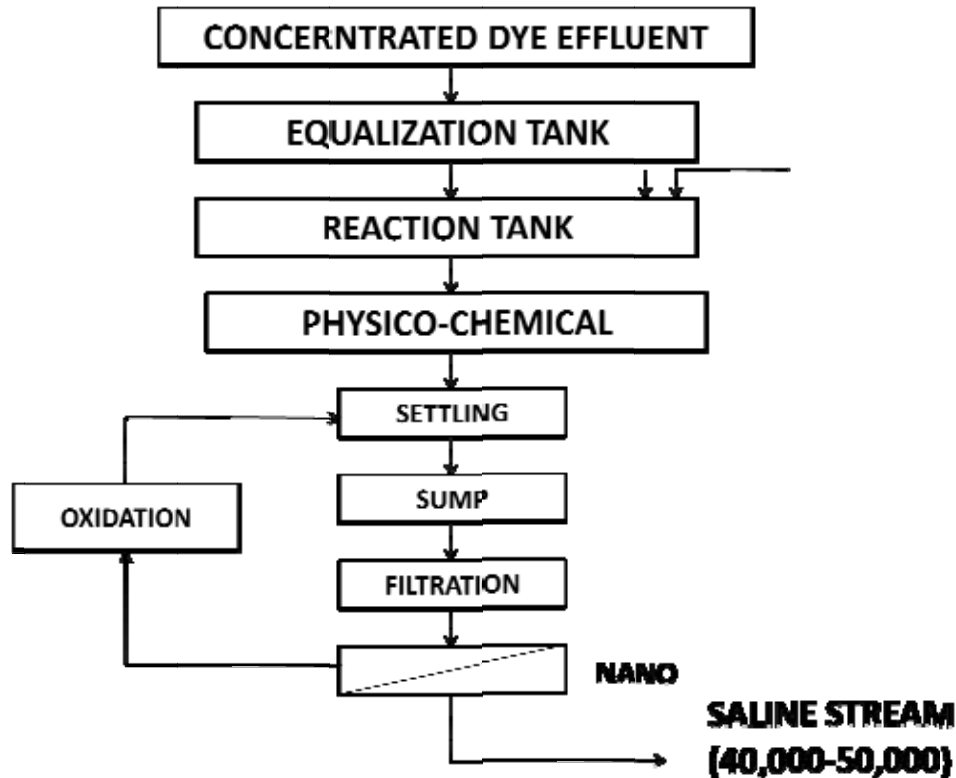 CONCERNTRATED DYE EFFLUENT
EQUALIZATION TANK
REACTION TANK
PHYSICO-CHEMICAL
SETTLING
OXIDATION
SUMP
FILTRATION
NANO
SALINE STREAM
(40,000-50,000)